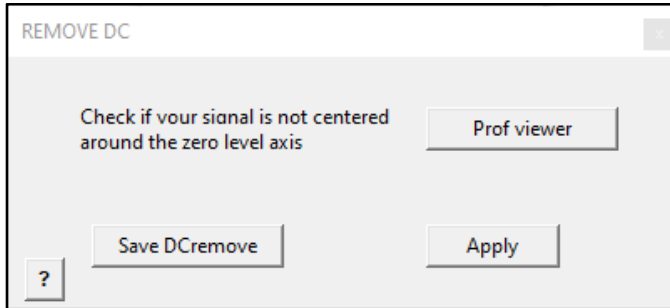 REMOVE DC
x
Check if your signal is not centered
around the zero level axis
Prof viewer
Save DCremove
Apply
?